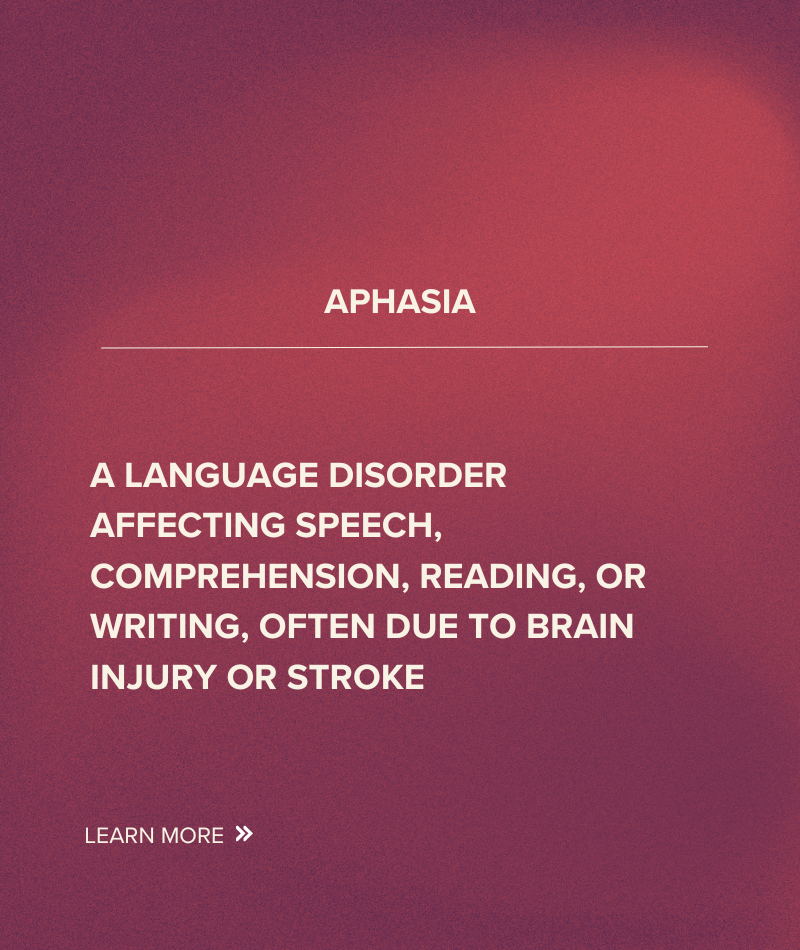 APHASIA
A LANGUAGE DISORDER
AFFECTING SPEECH,
COMPREHENSION, READING, OR
WRITING, OFTEN DUE TO BRAIN
INJURY OR STROKE
LEARN MORE »